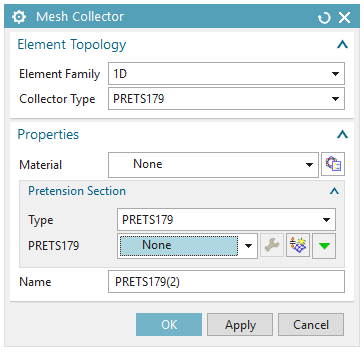 Mesh Collector
Element Topology
Element Family 1D
Collector Type PRETS179
Properties
Material None
Pretension Section
Type PRETS179
PRETS179 None
Name PRETS179(2)
OK Apply Cancel